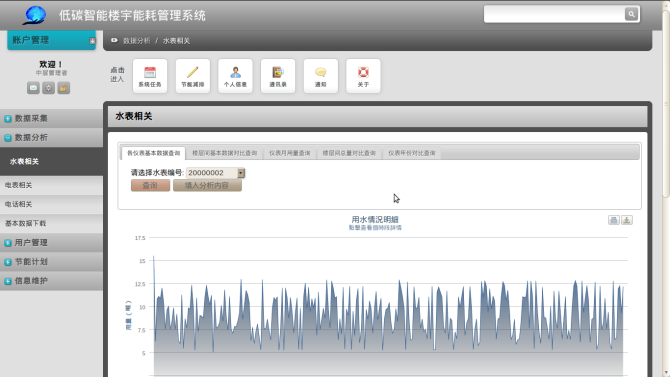 低碳智能楼宇能耗管理系统
账户管理
数据分析 / 水表相关
欢迎！
中层管理者
点击
进入
系统任务
节能减排
个人信息
通讯录
通知
关于
数据采集
数据分析
水表相关
电表相关
电话相关
基本数据下载
用户管理
节能计划
信息维护
水表相关
各仪表基本数据查询
楼层间基本数据对比查询
仪表月用量查询
楼层间总量对比查询
仪表年份对比查询
请选择水表编号: 20000002
查询
填入分析内容
用水情况明細
點擊查看個時段詳情
用量（噸）
17.5
15
12.5
10
7.5
5